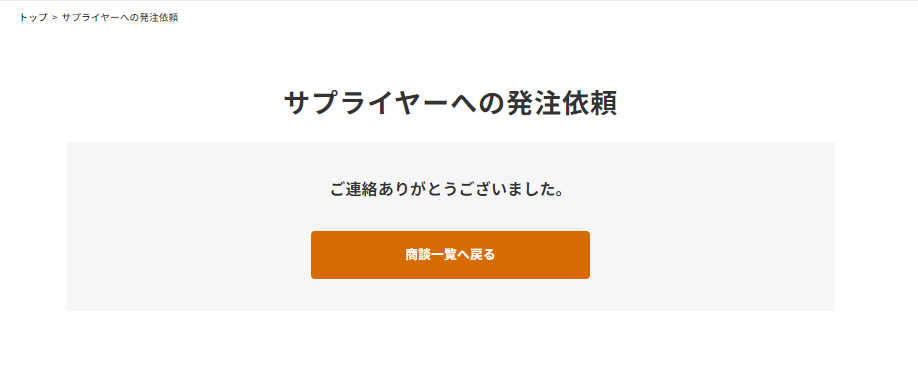 トップ > サプライヤーへの発注依頼
サプライヤーへの発注依頼
ご連絡ありがとうございました。
商談一覧へ戻る